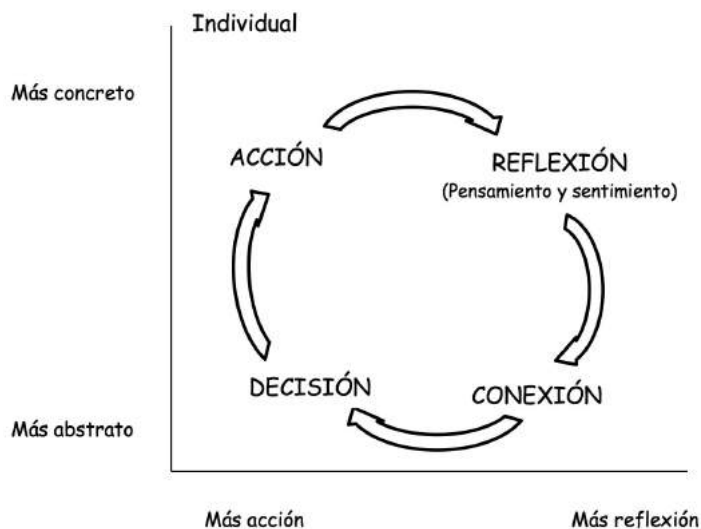 Individual
Más concreto
ACCIÓN
REFLEXIÓN
(Pensamiento y sentimiento)
DECISIÓN
CONEXIÓN
Más abstrato
Más acción
Más reflexión